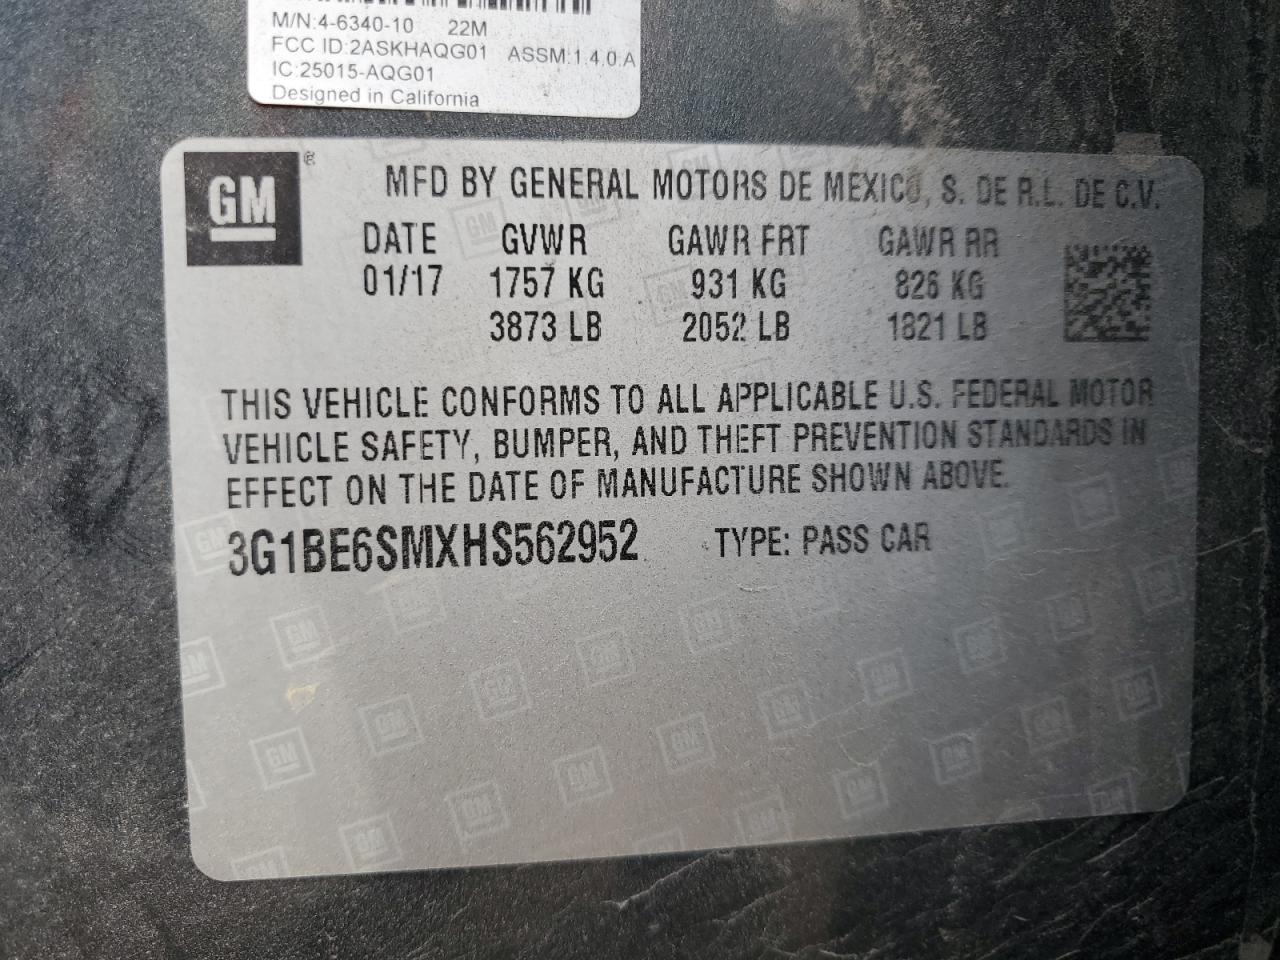 M/N:4-6340-10 22M
FCC ID:2ASKHAQG01 ASSM:1.4.0.A
IC:25015-AQG01
Designed in California
GM ®
MFD BY GENERAL MOTORS DE MEXICO, S. DE R.L. DE C.V.
DATE GVWR GAWR FRT GAWR RR
01/17 1757 KG 931 KG 826 KG
3873 LB 2052 LB 1821 LB
THIS VEHICLE CONFORMS TO ALL APPLICABLE U.S. FEDERAL MOTOR
VEHICLE SAFETY, BUMPER, AND THEFT PREVENTION STANDARDS IN
EFFECT ON THE DATE OF MANUFACTURE SHOWN ABOVE.
3G1BE6SMXHS562952 TYPE: PASS CAR